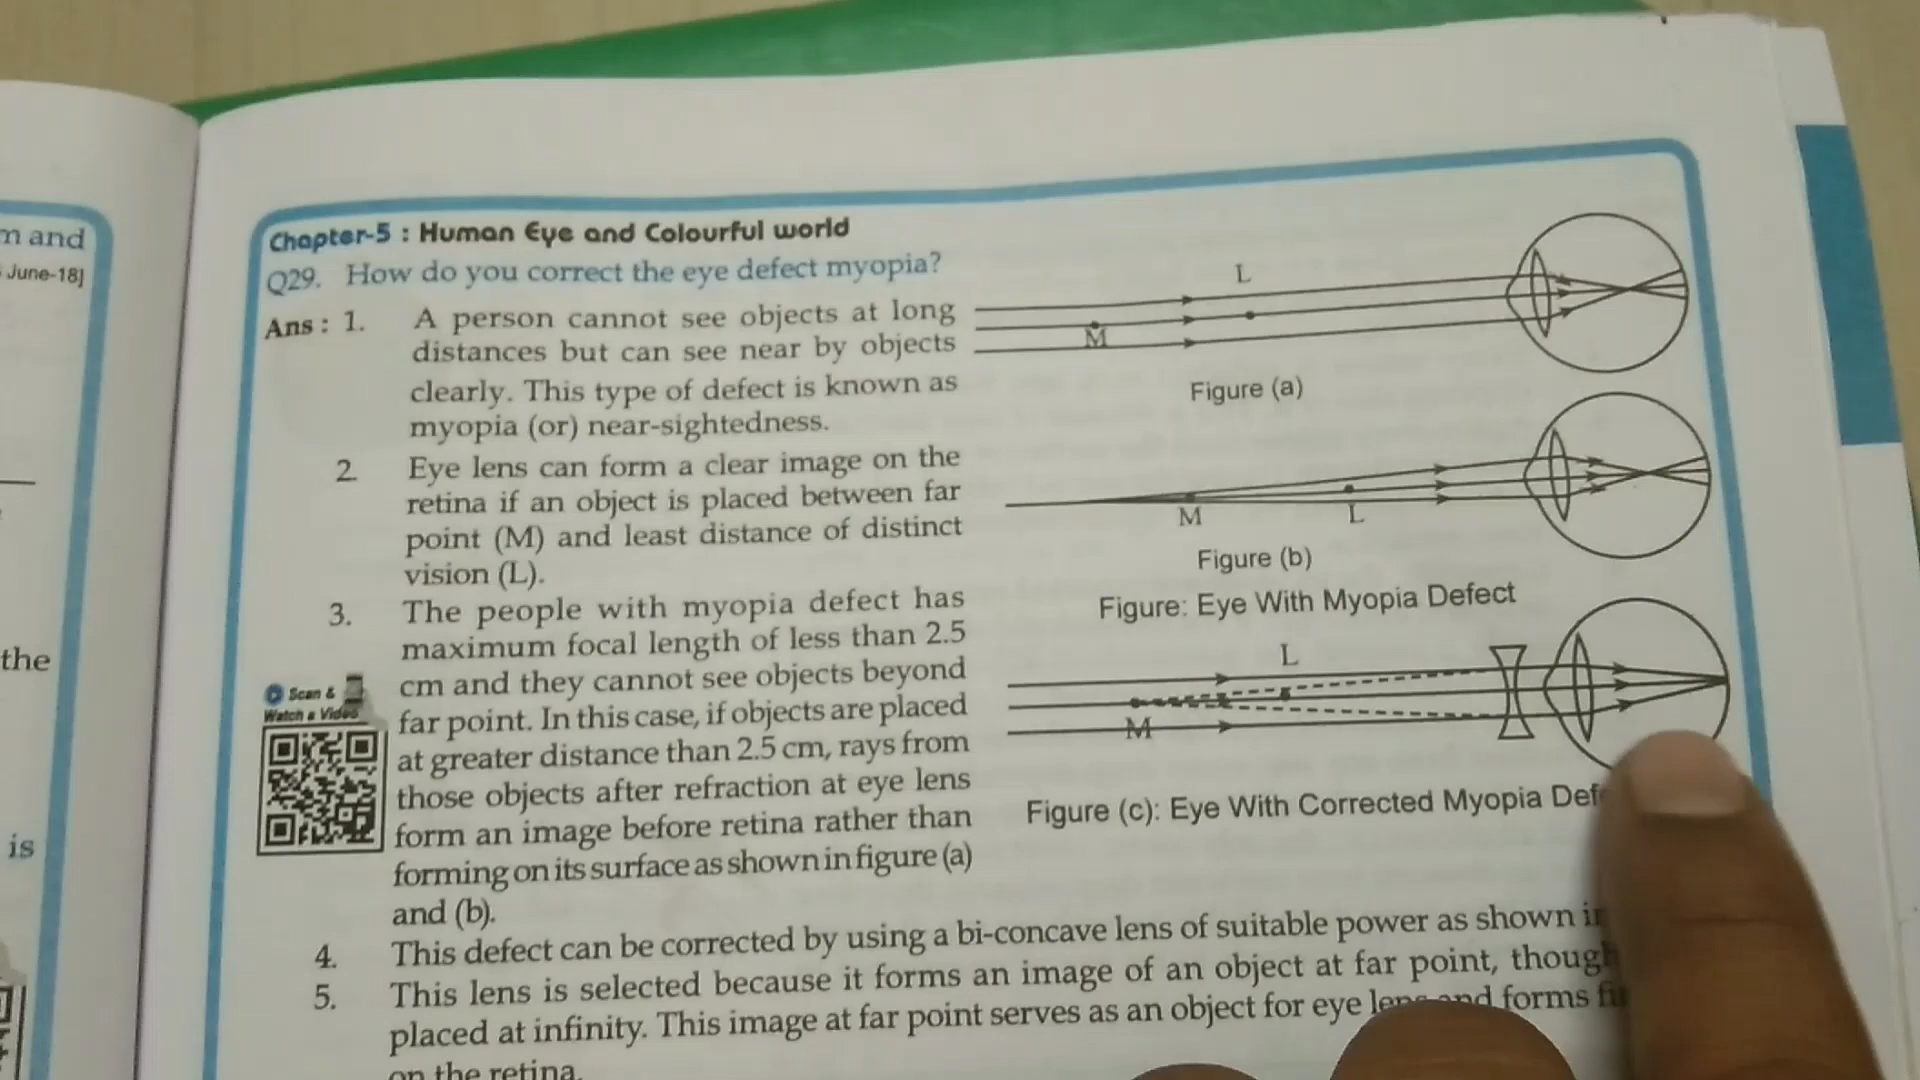 m and
June-18]
the
is
Chapter-5 : Human Eye and Colourful world
Q29. How do you correct the eye defect myopia?
Ans : 1. A person cannot see objects at long
distances but can see near by objects
clearly. This type of defect is known as
myopia (or) near-sightedness.
2. Eye lens can form a clear image on the
retina if an object is placed between far
point (M) and least distance of distinct
vision (L).
3. The people with myopia defect has
maximum focal length of less than 2.5
cm and they cannot see objects beyond
far point. In this case, if objects are placed
at greater distance than 2.5 cm, rays from
those objects after refraction at eye lens
form an image before retina rather than
forming on its surface as shown in figure (a)
and (b).
Scan &
Watch a Video
L
M
Figure (a)
M
L
Figure (b)
Figure: Eye With Myopia Defect
L
M
Figure (c): Eye With Corrected Myopia
4. This defect can be corrected by using a bi-concave lens of suitable power as shown
5. This lens is selected because it forms an image of an object at far point, though
placed at infinity. This image at far point serves as an object for eye lens and forms
on the retina.